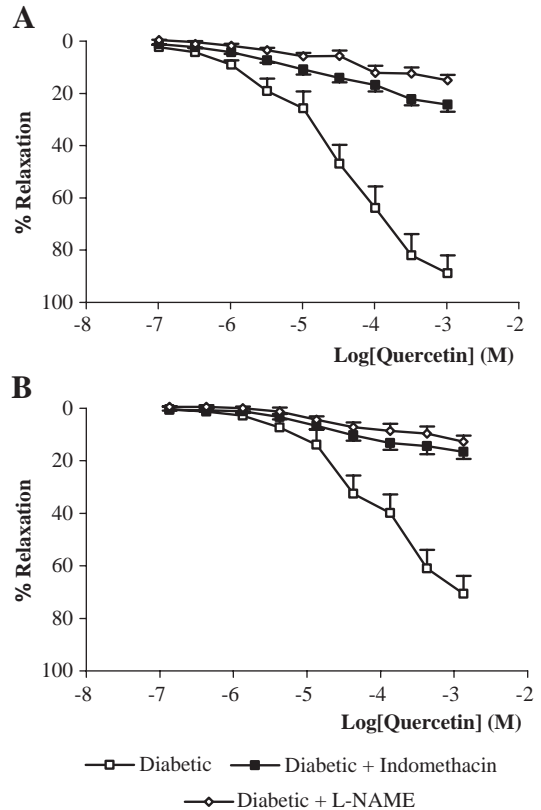 A
0
20
40
60
80
100
% Relaxation
-8
-7
-6
-5
-4
-3
-2
Log[Quercetin] (M)
B
0
20
40
60
80
100
% Relaxation
-8
-7
-6
-5
-4
-3
-2
Log[Quercetin] (M)
Diabetic
Diabetic + Indomethacin
Diabetic + L-NAME